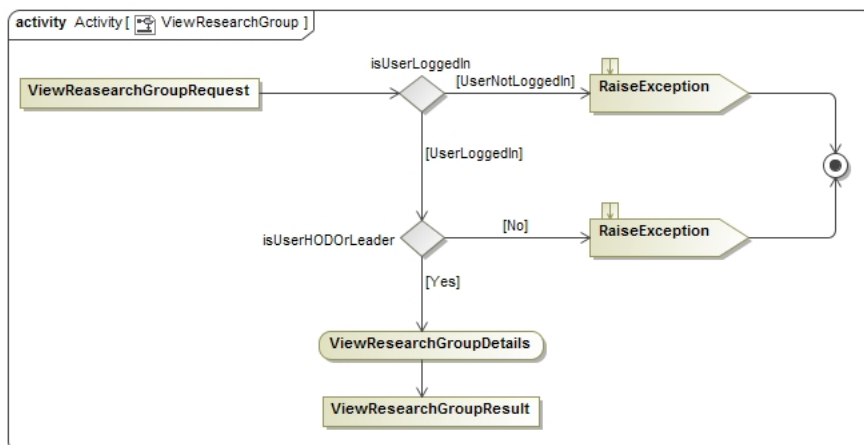 activity Activity [ ViewResearchGroup ]
isUserLoggedIn
ViewReasearchGroupRequest
[UserNotLoggedIn]
RaiseException
[UserLoggedIn]
isUserHODOrLeader
[No]
RaiseException
[Yes]
ViewResearchGroupDetails
ViewResearchGroupResult